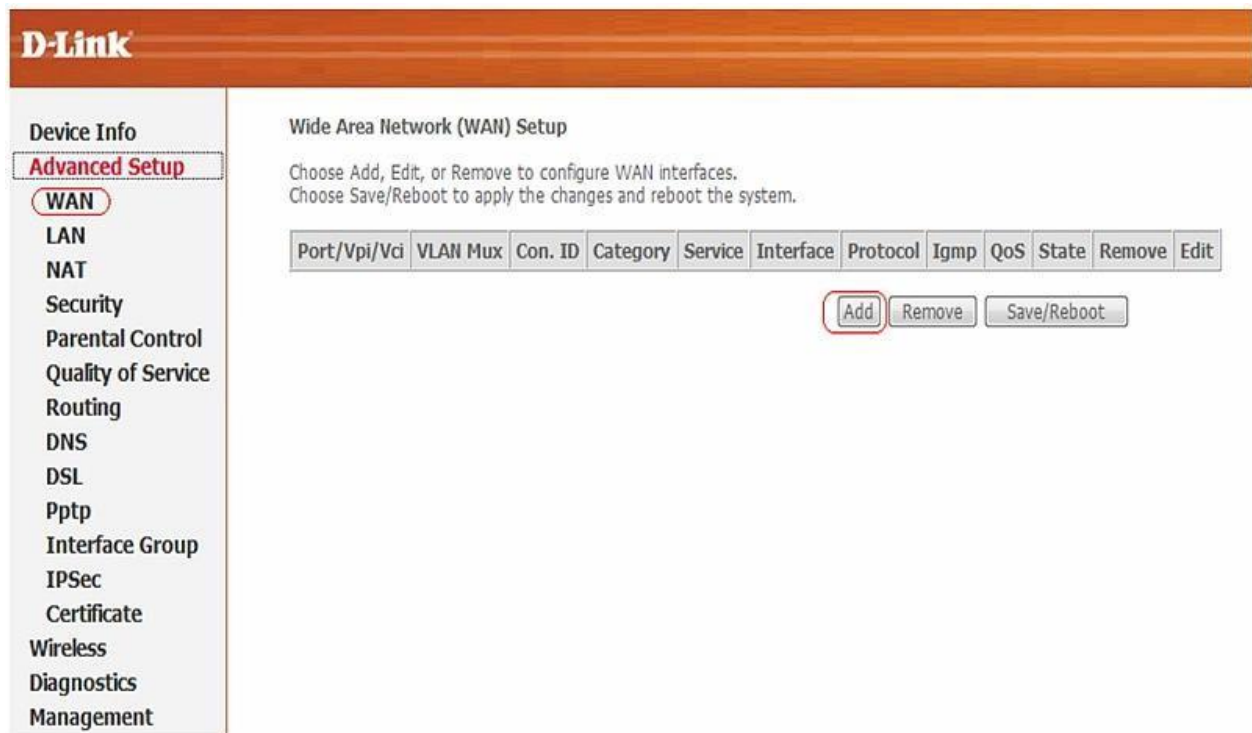 D-Link
Device Info
Advanced Setup
WAN
LAN
NAT
Security
Parental Control
Quality of Service
Routing
DNS
DSL
Pptp
Interface Group
IPSec
Certificate
Wireless
Diagnostics
Management
Wide Area Network (WAN) Setup
Choose Add, Edit, or Remove to configure WAN interfaces.
Choose Save/Reboot to apply the changes and reboot the system.
Port/Vpi/Vci VLAN Mux Con. ID Category Service Interface Protocol Igmp QoS State Remove Edit
Add Remove Save/Reboot